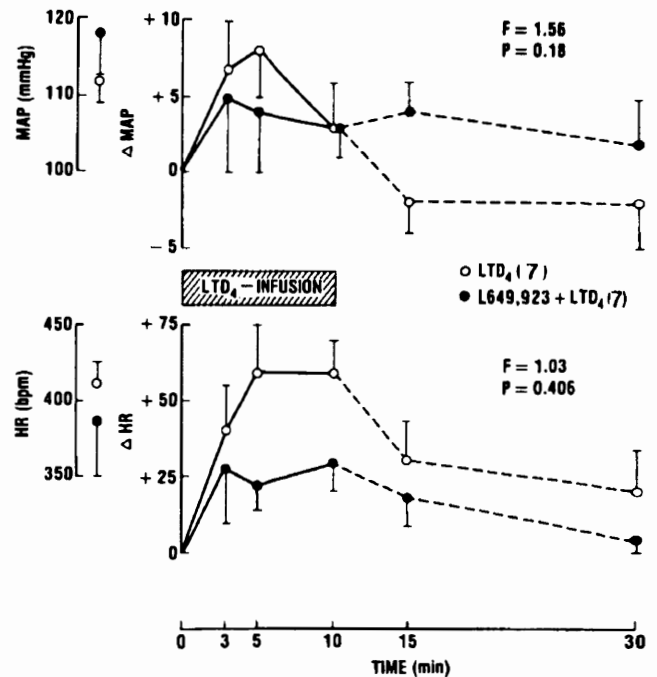 120
110
100
MAP (mmHg)
+ 10
+ 5
0
− 5
Δ MAP
F = 1.56
P = 0.18
LTD₄ − INFUSION
○ LTD₄ (7)
● L649,923 + LTD₄ (7)
450
400
350
HR (bpm)
+ 75
+ 50
+ 25
0
Δ HR
F = 1.03
P = 0.406
0 3 5 10 15 30
TIME (min)